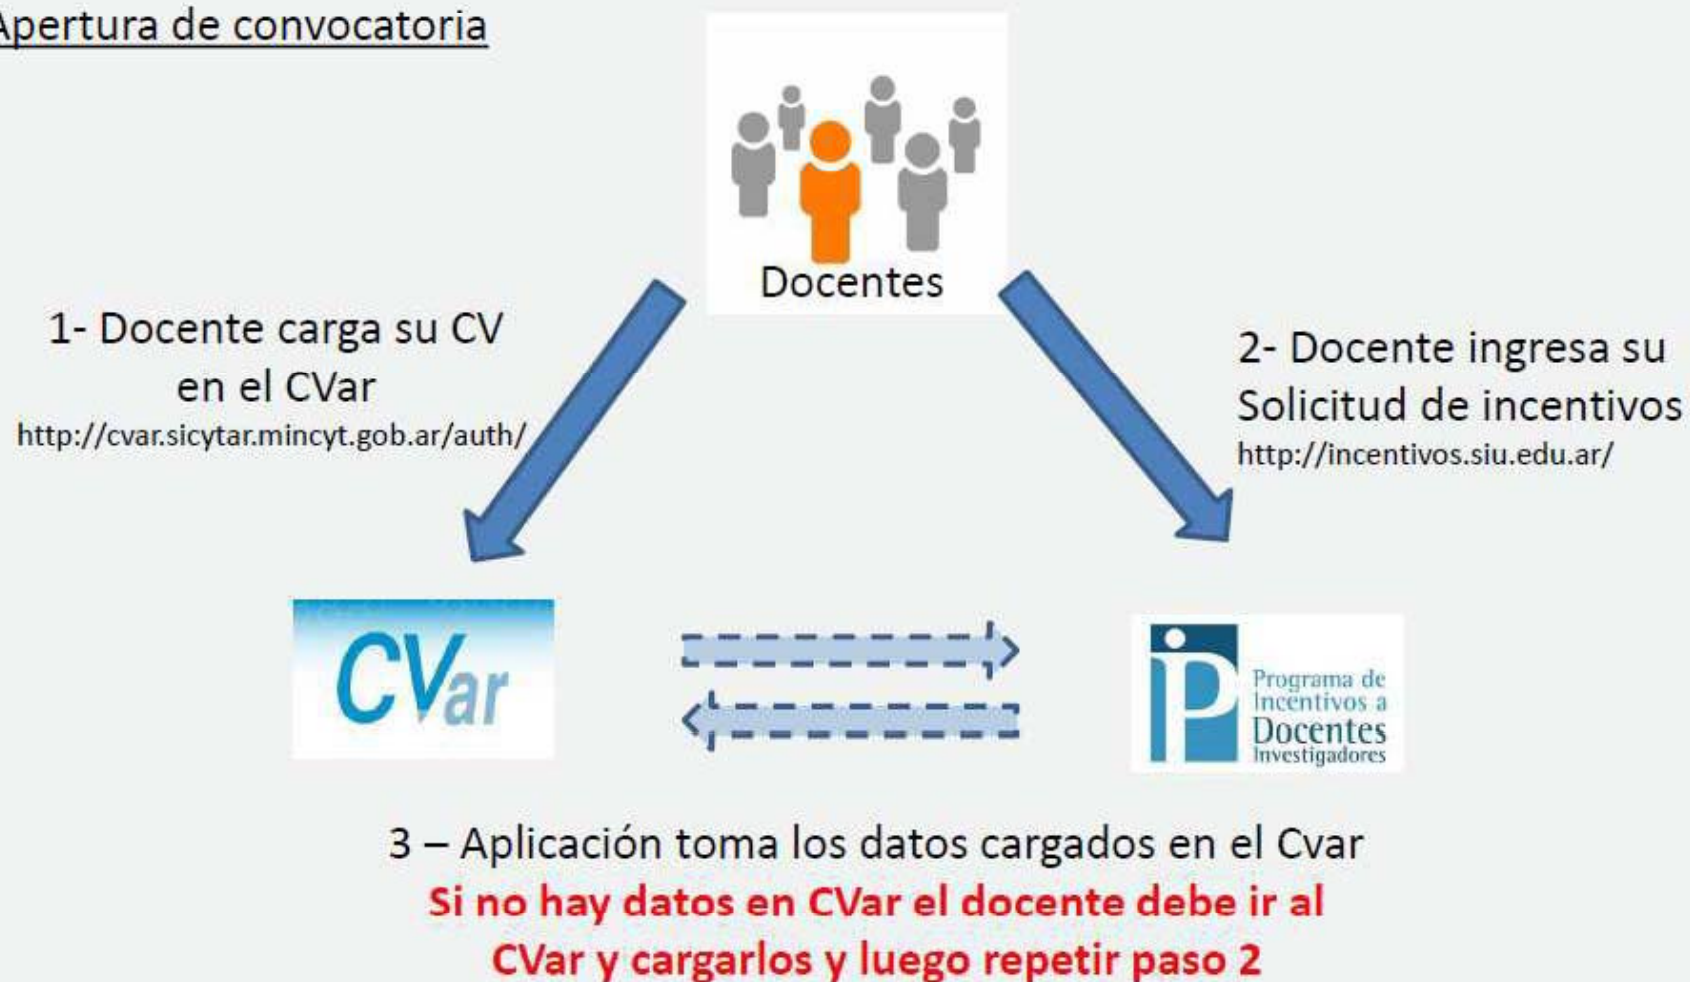 Apertura de convocatoria
Docentes
1- Docente carga su CV
en el CVar
http://cvar.sicytar.mincyt.gob.ar/auth/
2- Docente ingresa su
Solicitud de incentivos
http://incentivos.siu.edu.ar/
CVar
iP
Programa de
Incentivos a
Docentes
Investigadores
3 – Aplicación toma los datos cargados en el Cvar
Si no hay datos en CVar el docente debe ir al
CVar y cargarlos y luego repetir paso 2